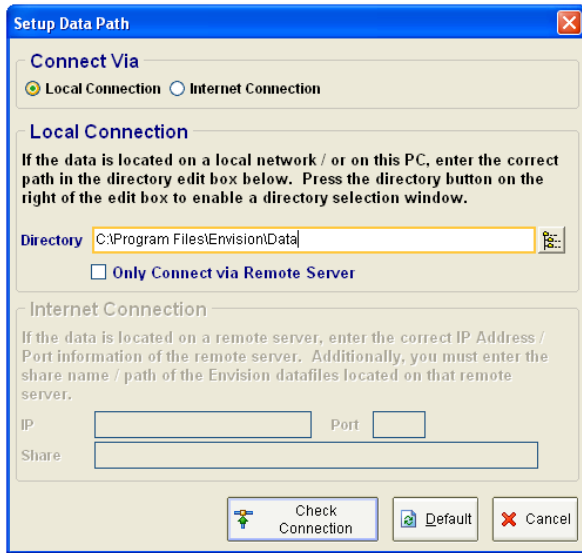 Setup Data Path
Connect Via
Local Connection Internet Connection
Local Connection
If the data is located on a local network / or on this PC, enter the correct
path in the directory edit box below. Press the directory button on the
right of the edit box to enable a directory selection window.
Directory C:\Program Files\Envision\Data
Only Connect via Remote Server
Internet Connection
If the data is located on a remote server, enter the correct IP Address /
Port information of the remote server. Additionally, you must enter the
share name / path of the Envision datafiles located on that remote
server.
IP Port
Share
Check
Connection
Default
Cancel